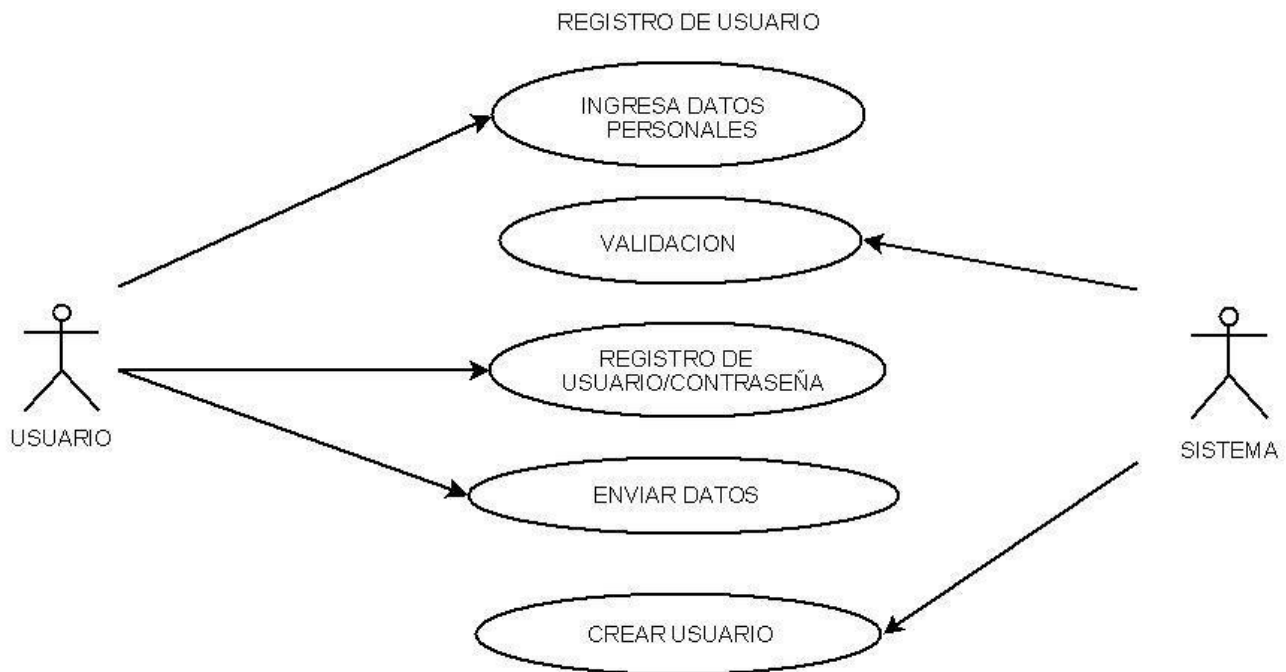 REGISTRO DE USUARIO
INGRESA DATOS
PERSONALES
VALIDACION
REGISTRO DE
USUARIO/CONTRASEÑA
USUARIO
SISTEMA
ENVIAR DATOS
CREAR USUARIO